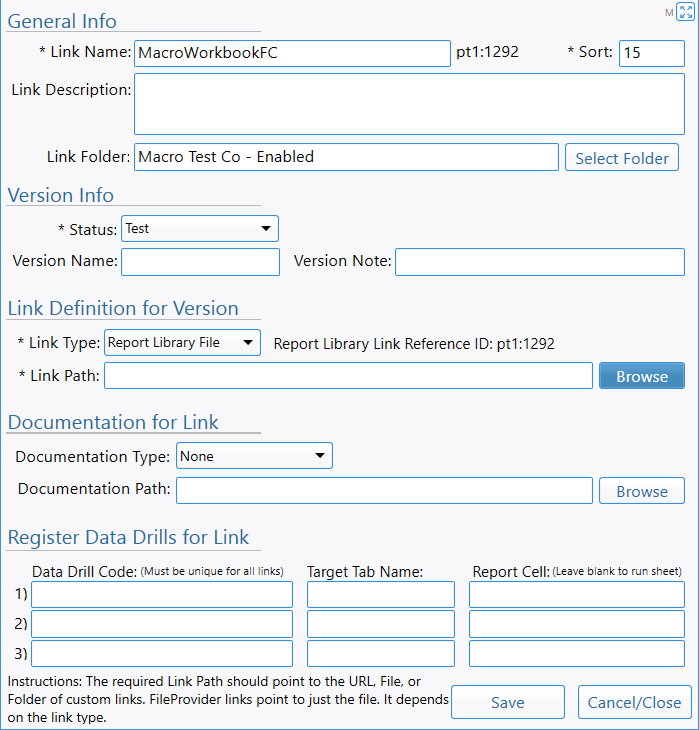 General Info
M
* Link Name: MacroWorkbookFC pt1:1292 * Sort: 15
Link Description:
Link Folder: Macro Test Co - Enabled Select Folder
Version Info
* Status: Test
Version Name: Version Note:
Link Definition for Version
* Link Type: Report Library File Report Library Link Reference ID: pt1:1292
* Link Path: Browse
Documentation for Link
Documentation Type: None
Documentation Path: Browse
Register Data Drills for Link
Data Drill Code: (Must be unique for all links) Target Tab Name: Report Cell: (Leave blank to run sheet)
1)
2)
3)
Instructions: The required Link Path should point to the URL, File, or
Folder of custom links. FileProvider links point to just the file. It depends
on the link type.
Save Cancel/Close